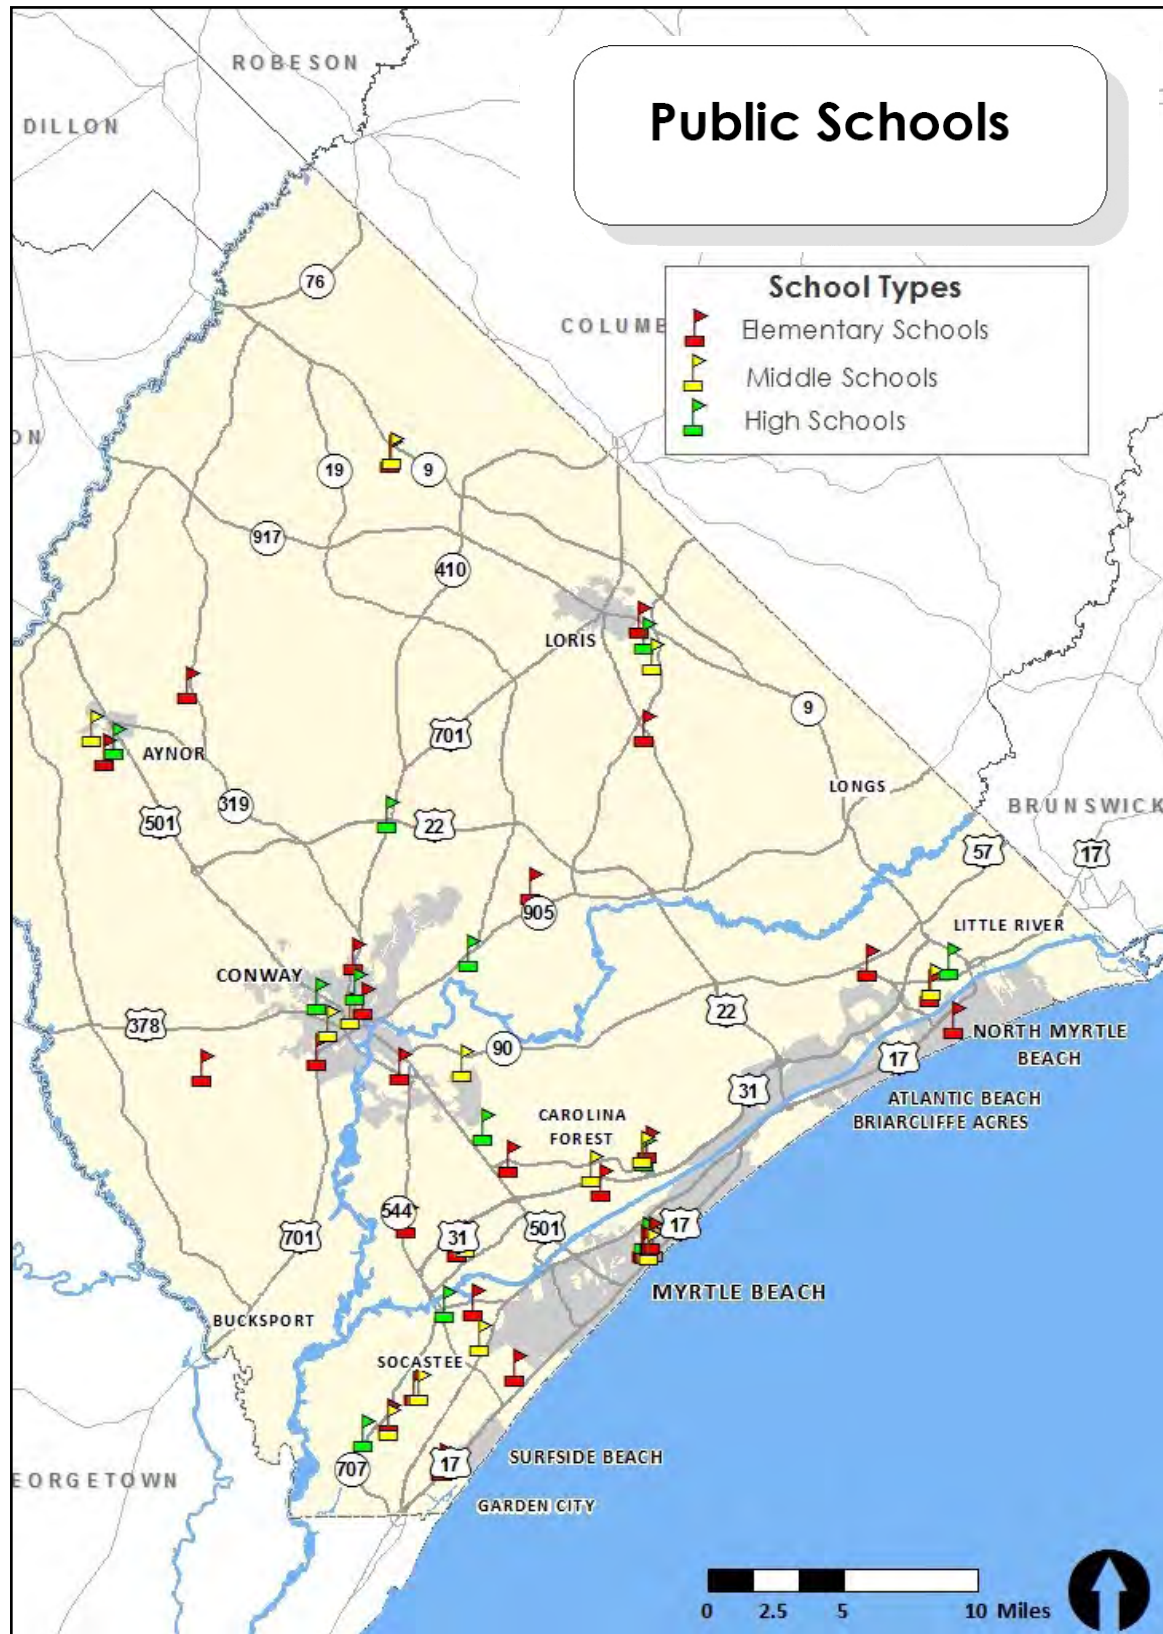 ROBESON
DILLON
Public Schools
76
School Types
COLUMB
Elementary Schools
Middle Schools
High Schools
ON
19
9
917
410
LORIS
9
701
AYNOR
LONGS
319
BRUNSWICK
501
22
57
17
905
LITTLE RIVER
CONWAY
378
22
NORTH MYRTLE
BEACH
90
17
31
ATLANTIC BEACH
CAROLINA
FOREST
BRIARCLIFFE ACRES
544
31
501
17
701
MYRTLE BEACH
BUCKSPORT
SOCASTEE
SURFSIDE BEACH
17
707
EORGETOWN
GARDEN CITY
0 2.5 5 10 Miles